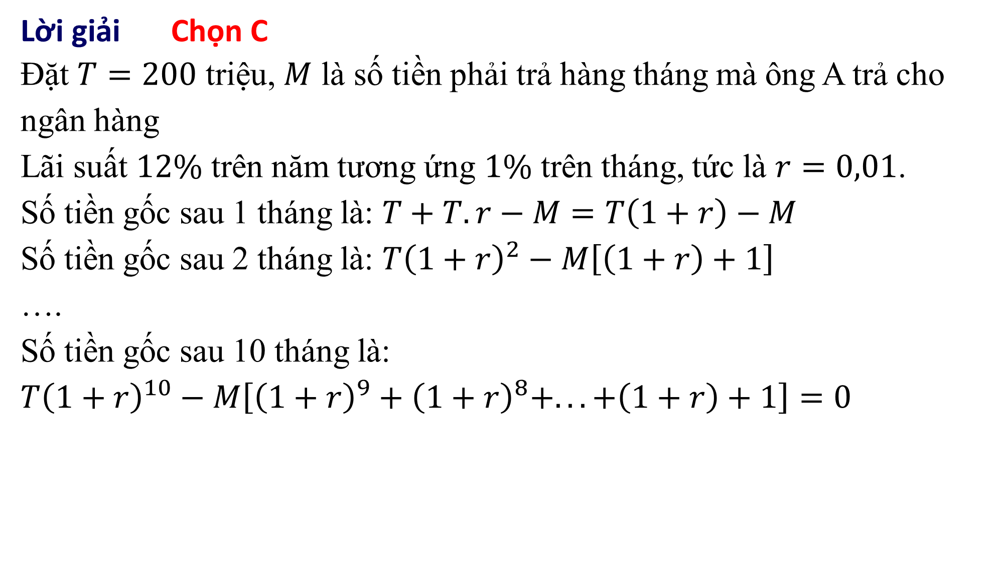 Lời giải Chọn C
Đặt T = 200 triệu, M là số tiền phải trả hàng tháng mà ông A trả cho
ngân hàng
Lãi suất 12% trên năm tương ứng 1% trên tháng, tức là r = 0,01.
Số tiền gốc sau 1 tháng là: T + T.r − M = T(1 + r) − M
Số tiền gốc sau 2 tháng là: T(1 + r)² − M[(1 + r) + 1]
….
Số tiền gốc sau 10 tháng là:
T(1 + r)¹⁰ − M[(1 + r)⁹ + (1 + r)⁸+...+(1 + r) + 1] = 0